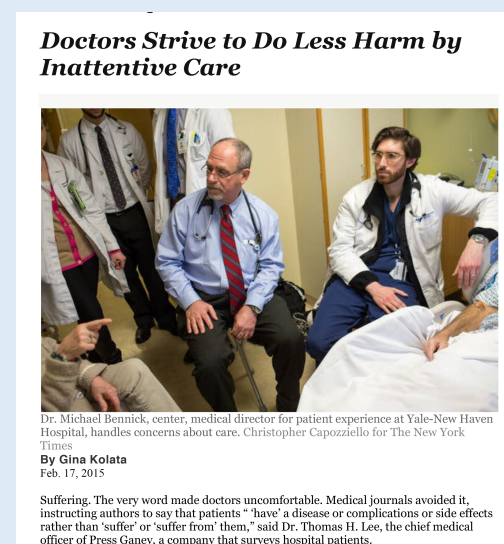 Doctors Strive to Do Less Harm by
Inattentive Care
Dr. Michael Bennick, center, medical director for patient experience at Yale-New Haven
Hospital, handles concerns about care. Christopher Capozziello for The New York
Times
By Gina Kolata
Feb. 17, 2015
Suffering. The very word made doctors uncomfortable. Medical journals avoided it,
instructing authors to say that patients “ ‘have’ a disease or complications or side effects
rather than ‘suffer’ or ‘suffer from’ them,” said Dr. Thomas H. Lee, the chief medical
officer of Press Ganey, a company that surveys hospital patients.